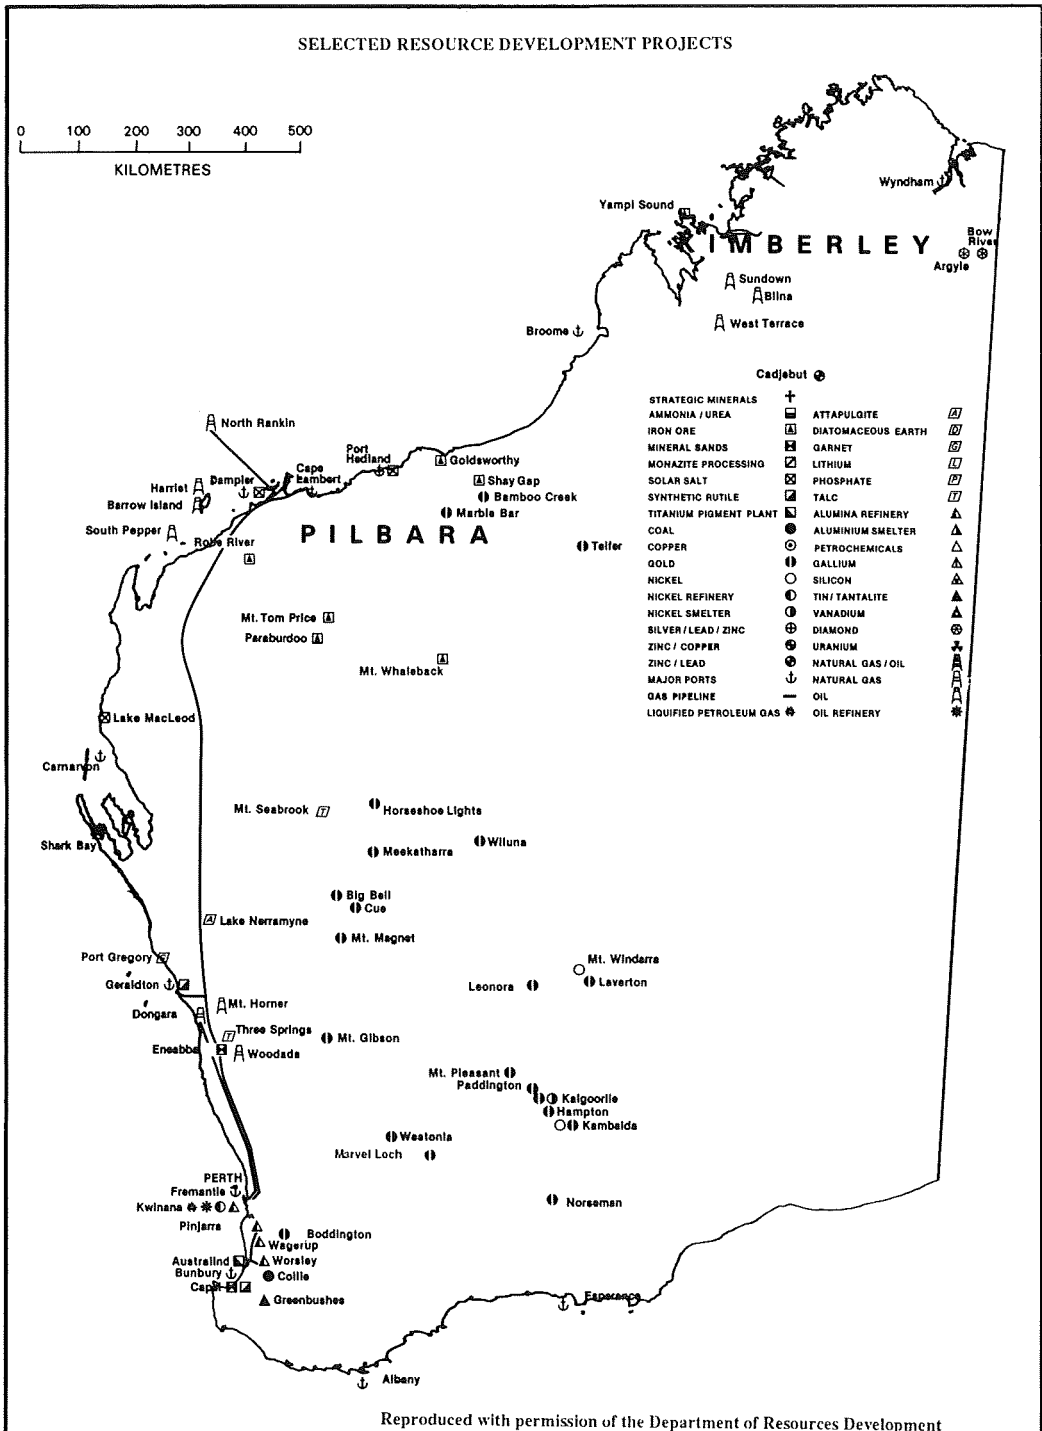 SELECTED RESOURCE DEVELOPMENT PROJECTS
0 100 200 300 400 500
KILOMETRES
Wyndham
Yampi Sound
KIMBERLEY
Bow
River
Argyle
Sundown
Blina
West Terrace
Broome
Cadjebut
STRATEGIC MINERALS
AMMONIA / UREA
IRON ORE
MINERAL SANDS
MONAZITE PROCESSING
SOLAR SALT
SYNTHETIC RUTILE
TITANIUM PIGMENT PLANT
COAL
COPPER
GOLD
NICKEL
NICKEL REFINERY
NICKEL SMELTER
SILVER / LEAD / ZINC
ZINC / COPPER
ZINC / LEAD
MAJOR PORTS
GAS PIPELINE
LIQUIFIED PETROLEUM GAS
ATTAPULGITE A
DIATOMACEOUS EARTH D
GARNET G
LITHIUM L
PHOSPHATE P
TALC T
ALUMINA REFINERY
ALUMINIUM SMELTER
PETROCHEMICALS
GALLIUM
SILICON
TIN / TANTALITE
VANADIUM
DIAMOND
URANIUM
NATURAL GAS / OIL
NATURAL GAS
OIL
OIL REFINERY
North Rankin
Port
Hedland
Goldsworthy
Cape
Lambert
Dampier
Shay Gap
Harriet
Bamboo Creek
Barrow Island
Marble Bar
South Pepper
PILBARA
Robe River
Telfer
Mt. Tom Price
Paraburdoo
Mt. Whaleback
Lake MacLeod
Carnarvon
Mt. Seabrook T
Horseshoe Lights
Shark Bay
Wiluna
Meekatharra
Big Bell
Cue
A Lake Nerramyne
Mt. Magnet
Port Gregory G
Mt. Windarra
Geraldton
Leonora
Laverton
Mt. Horner
Dongara
T Three Springs
Mt. Gibson
Eneabba
Woodada
Mt. Pleasant
Paddington
Kalgoorlie
Hampton
Kambalda
Westonia
Marvel Loch
PERTH
Fremantle
Kwinana
Norseman
Pinjarra
Boddington
Wagerup
Australind
Worsley
Bunbury
Collie
Capel
Greenbushes
Esperance
Albany
Reproduced with permission of the Department of Resources Development